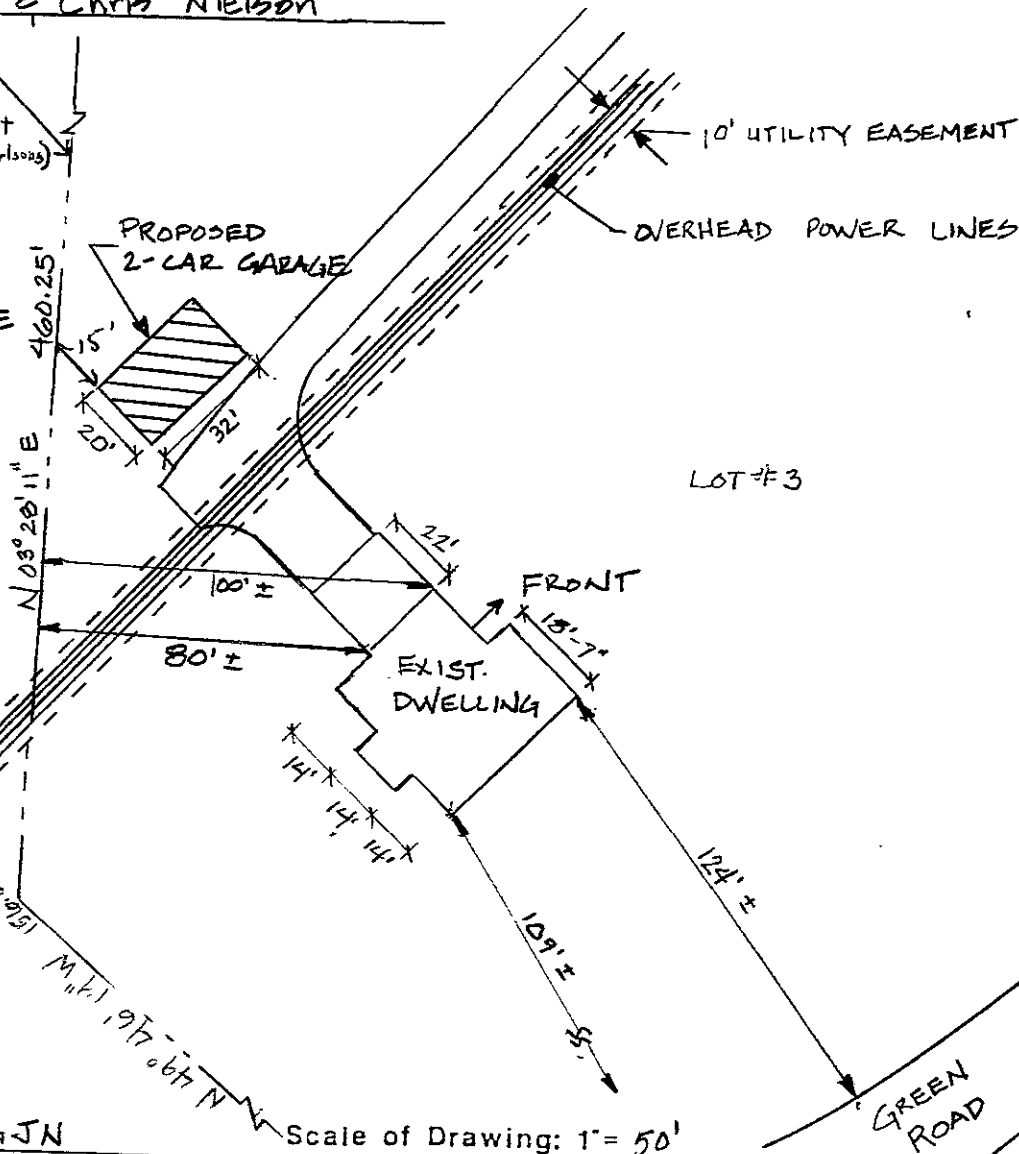 & Chris Nielson
10' UTILITY EASEMENT
OVERHEAD POWER LINES
PROPOSED
2-CAR GARAGE
460.25'
15'
20'
32'
N 03° 28' 11" E
LOT #3
22'
100' ±
FRONT
18'-7"
80' ±
EXIST.
DWELLING
14'
14'
14'
124' ±
109' ±
N 49° 46' 17" W
GREEN
ROAD
JN
Scale of Drawing: 1"= 50'